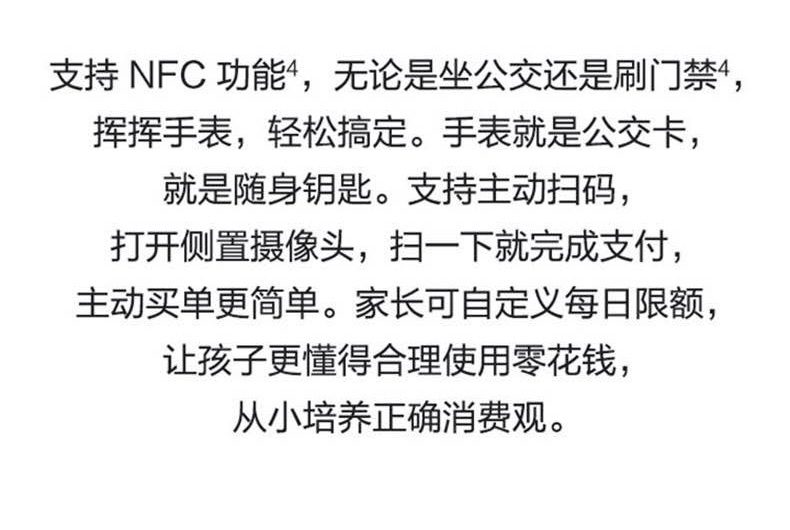 支持 NFC 功能⁴，无论是坐公交还是刷门禁⁴，
挥挥手表，轻松搞定。手表就是公交卡，
就是随身钥匙。支持主动扫码，
打开侧置摄像头，扫一下就完成支付，
主动买单更简单。家长可自定义每日限额，
让孩子更懂得合理使用零花钱，
从小培养正确消费观。